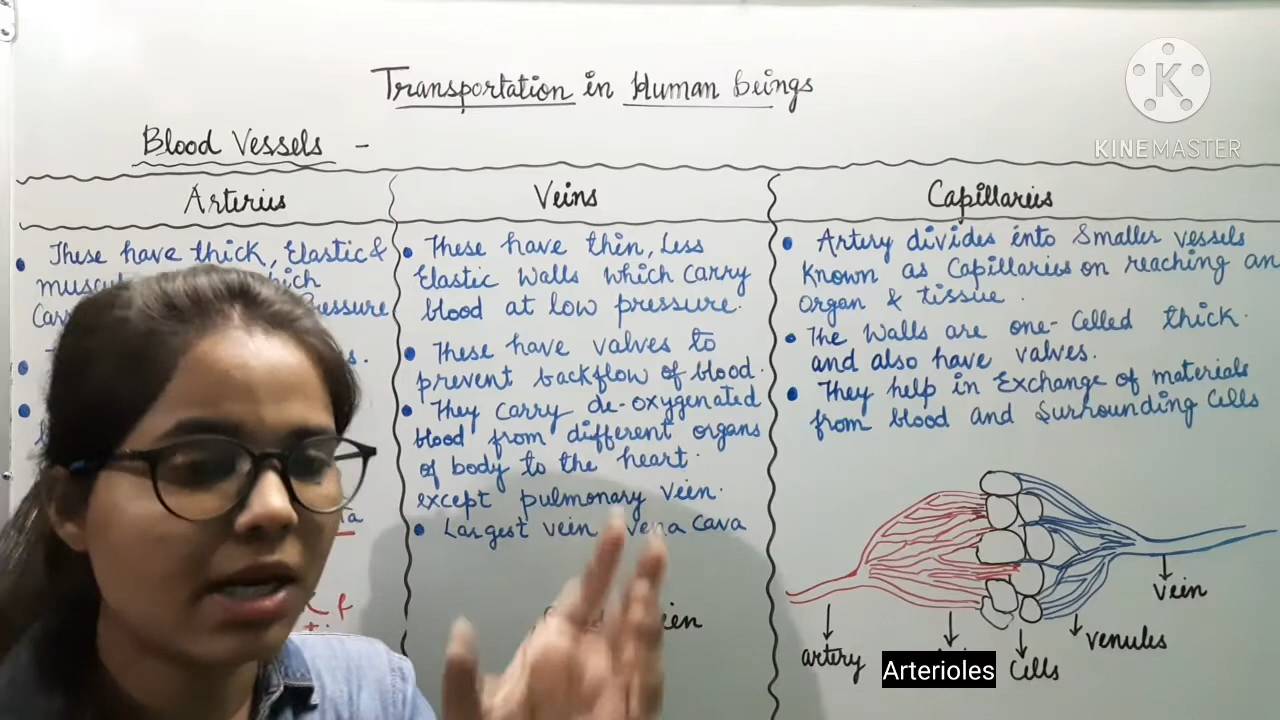 Transportation in Human beings
KINEMASTER
Blood Vessels -
Arteries
These have thick, Elastic &
which
Pressure
Veins
These have thin, Less
Elastic walls which carry
blood at low pressure.
These have valves to
prevent backflow of blood.
They carry de-oxygenated
blood from different organs
of body to the heart.
except pulmonary vein.
Largest vein Vena cava
Capillaries
Artery divides into smaller vessels
known as Capillaries on reaching an
organ & tissue.
The walls are one-celled thick.
and also have valves.
They help in Exchange of materials
from blood and surrounding cells
artery
Arterioles
Cells
venules
vein